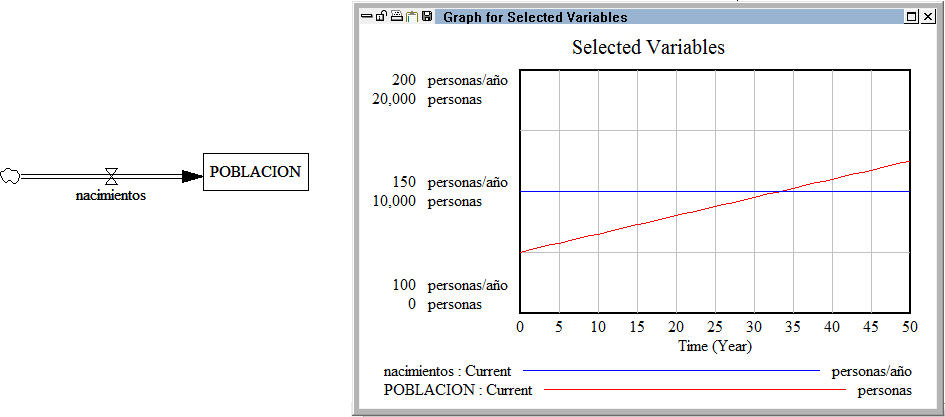 Graph for Selected Variables
Selected Variables
200 personas/año
20,000 personas
150 personas/año
10,000 personas
100 personas/año
0 personas
0 5 10 15 20 25 30 35 40 45 50
Time (Year)
nacimientos : Current personas/año
POBLACION : Current personas
POBLACION
nacimientos